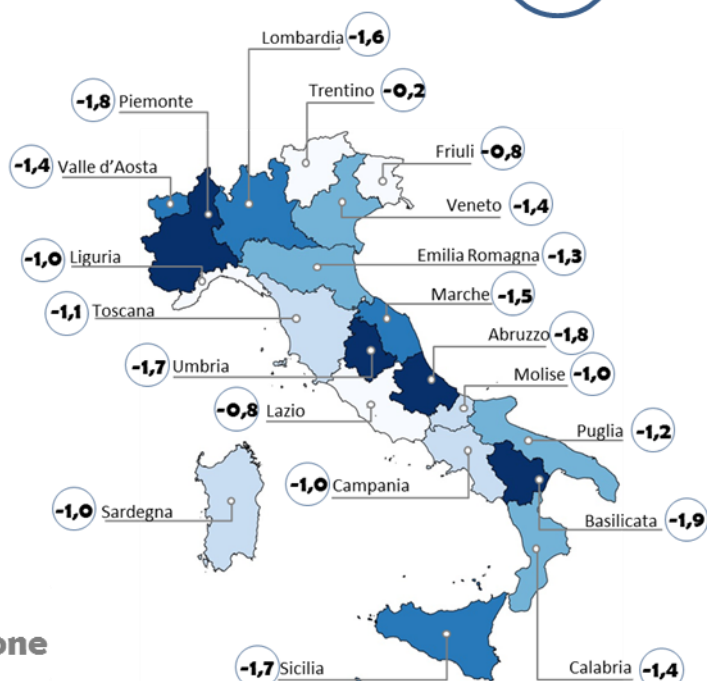 Lombardia -1,6
Trentino -0,2
-1,8 Piemonte
Friuli -0,8
-1,4 Valle d'Aosta
Veneto -1,4
-1,0 Liguria
Emilia Romagna -1,3
Marche -1,5
-1,1 Toscana
Abruzzo -1,8
-1,7 Umbria
Molise -1,0
-0,8 Lazio
Puglia -1,2
-1,0 Campania
-1,0 Sardegna
Basilicata -1,9
one
-1,7 Sicilia
Calabria -1,4